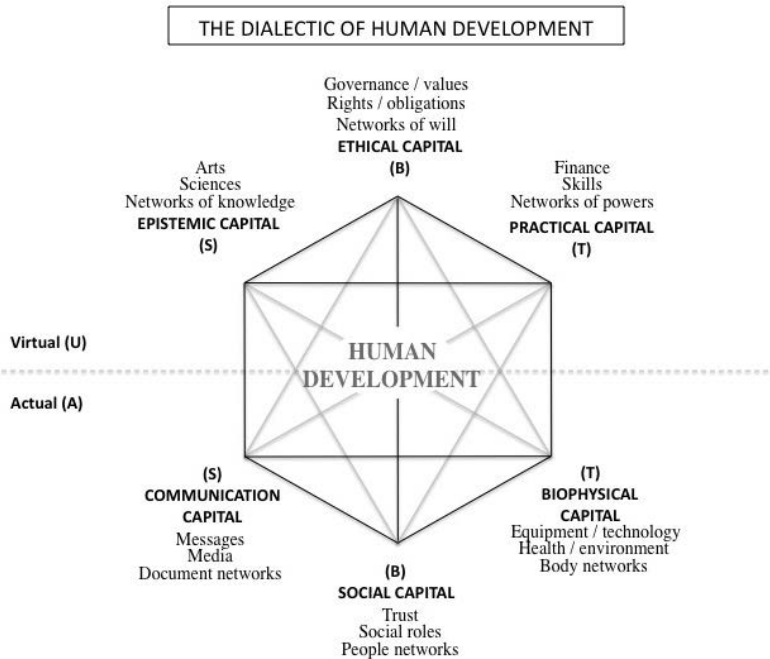 THE DIALECTIC OF HUMAN DEVELOPMENT
Governance / values
Rights / obligations
Networks of will
ETHICAL CAPITAL
(B)
Arts
Sciences
Networks of knowledge
EPISTEMIC CAPITAL
(S)
Finance
Skills
Networks of powers
PRACTICAL CAPITAL
(T)
Virtual (U)
HUMAN
DEVELOPMENT
Actual (A)
(S)
COMMUNICATION
CAPITAL
Messages
Media
Document networks
(B)
SOCIAL CAPITAL
Trust
Social roles
People networks
(T)
BIOPHYSICAL
CAPITAL
Equipment / technology
Health / environment
Body networks